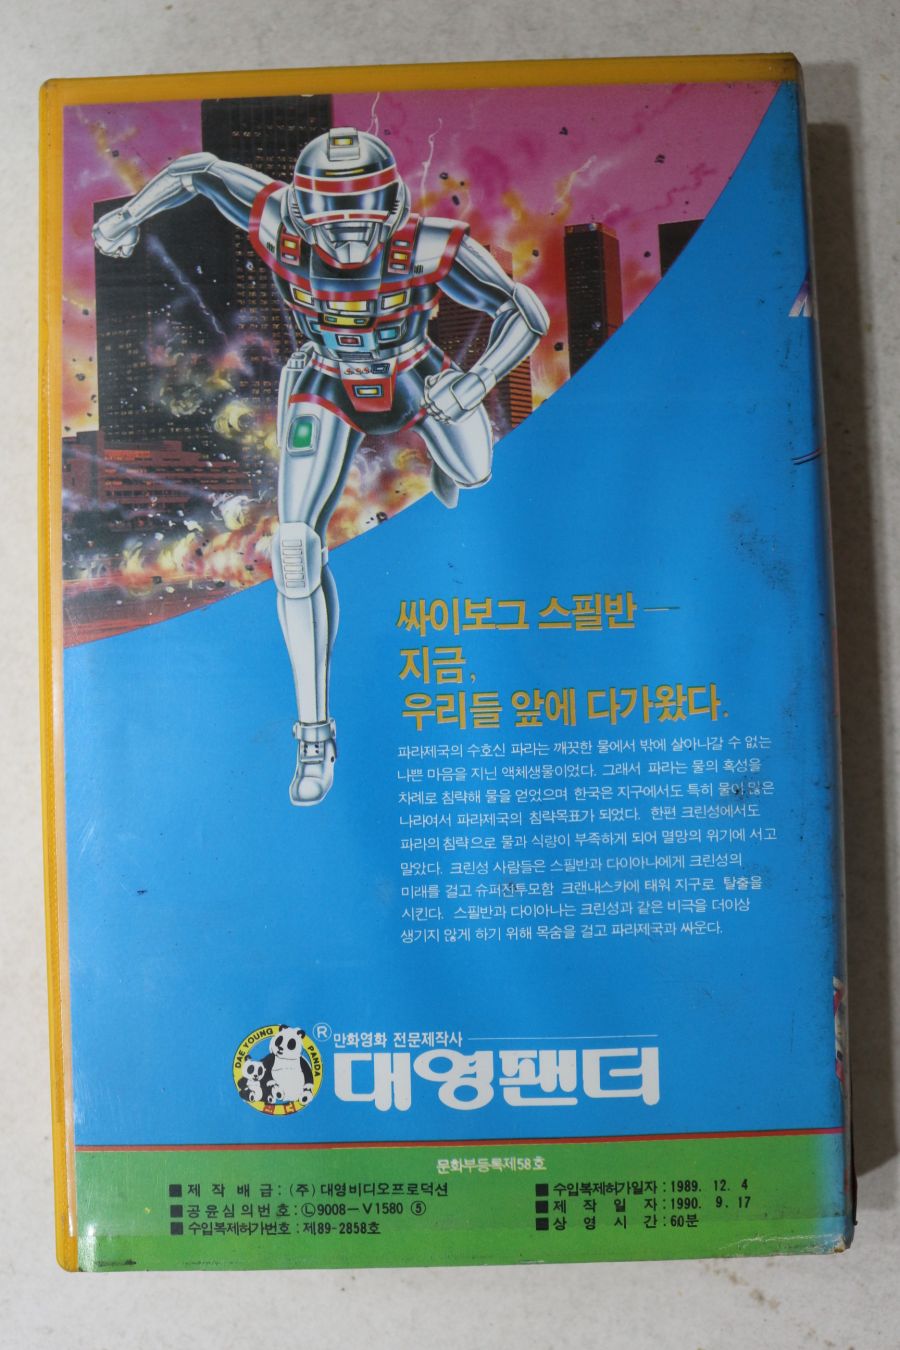 싸이보그 스필반 —
지금,
우리들 앞에 다가왔다.
파라제국의 수호신 파라는 깨끗한 물에서 밖에 살아나갈 수 없는
나쁜 마음을 지닌 액체생물이었다. 그래서 파라는 물의 혹성을
차례로 침략해 물을 얻었으며 한국은 지구에서도 특히 물이 많은
나라여서 파라제국의 침략목표가 되었다. 한편 크린성에서도
파라의 침략으로 물과 식량이 부족하게 되어 멸망의 위기에 서고
말았다. 크린성 사람들은 스필반과 다이아나에게 크린성의
미래를 걸고 슈퍼전투모함 크랜내스카에 태워 지구로 탈출을
시킨다. 스필반과 다이아나는 크린성과 같은 비극을 더이상
생기지 않게 하기 위해 목숨을 걸고 파라제국과 싸운다.
DAE YOUNG PANDA
® 만화영화 전문제작사
대영팬더
문화부등록제58호
■ 제 작 배 급 : (주) 대영비디오프로덕션
■ 공윤심의번호 : Ⓛ9008-V1580 ⑤
■ 수입복제허가번호 : 제89-2858호
■ 수입복제허가일자 : 1989. 12. 4
■ 제 작 일 자 : 1990. 9. 17
■ 상 영 시 간 : 60분